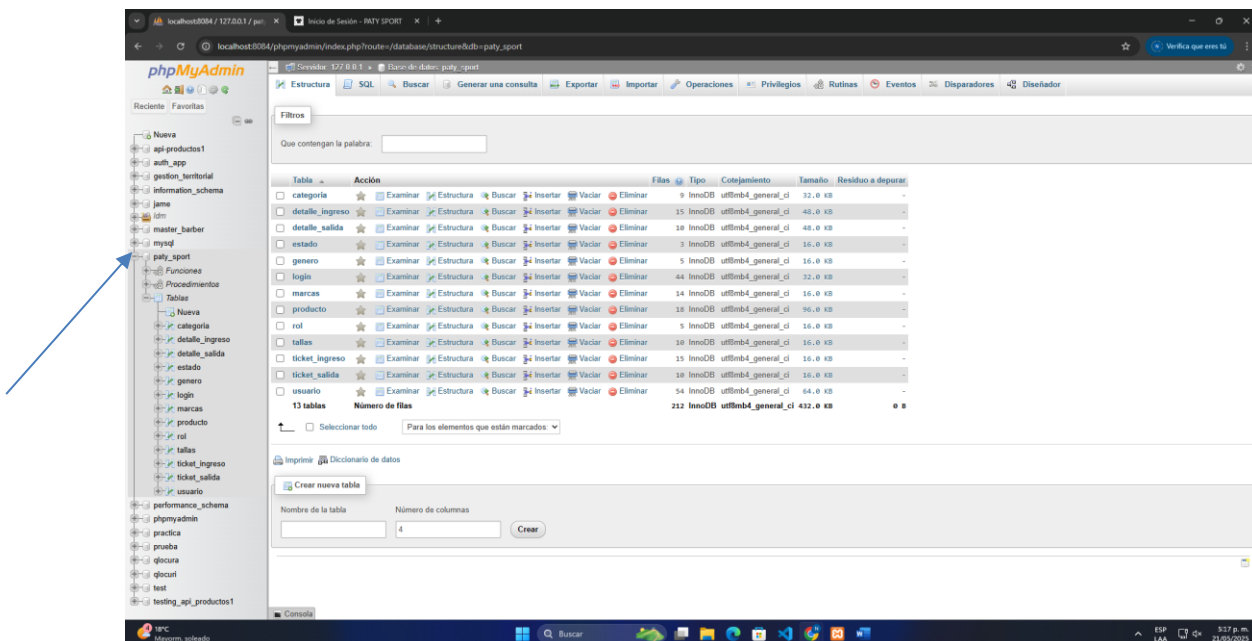 localhost:8084 / 127.0.0.1 / pat
Inicio de Sesión - PATY SPORT
localhost:8084/phpmyadmin/index.php?route=/database/structure&db=paty_sport
Verifica que eres tú
phpMyAdmin
Reciente Favoritas
Nueva
api-productos1
auth_app
gestion_territorial
information_schema
jame
ldm
master_barber
mysql
paty_sport
Funciones
Procedimientos
Tablas
Nueva
categoria
detalle_ingreso
detalle_salida
estado
genero
login
marcas
producto
rol
tallas
ticket_ingreso
ticket_salida
usuario
performance_schema
phpmyadmin
practica
prueba
qlocura
qlocuri
test
testing_api_productos1
Servidor: 127.0.0.1 » Base de datos: paty_sport
Estructura SQL Buscar Generar una consulta Exportar Importar Operaciones Privilegios Rutinas Eventos Disparadores Diseñador
Filtros
Que contengan la palabra:
Tabla Acción Filas Tipo Cotejamiento Tamaño Residuo a depurar
categoria Examinar Estructura Buscar Insertar Vaciar Eliminar 9 InnoDB utf8mb4_general_ci 32.0 KB -
detalle_ingreso Examinar Estructura Buscar Insertar Vaciar Eliminar 15 InnoDB utf8mb4_general_ci 48.0 KB -
detalle_salida Examinar Estructura Buscar Insertar Vaciar Eliminar 10 InnoDB utf8mb4_general_ci 48.0 KB -
estado Examinar Estructura Buscar Insertar Vaciar Eliminar 3 InnoDB utf8mb4_general_ci 16.0 KB -
genero Examinar Estructura Buscar Insertar Vaciar Eliminar 5 InnoDB utf8mb4_general_ci 16.0 KB -
login Examinar Estructura Buscar Insertar Vaciar Eliminar 44 InnoDB utf8mb4_general_ci 32.0 KB -
marcas Examinar Estructura Buscar Insertar Vaciar Eliminar 14 InnoDB utf8mb4_general_ci 16.0 KB -
producto Examinar Estructura Buscar Insertar Vaciar Eliminar 18 InnoDB utf8mb4_general_ci 96.0 KB -
rol Examinar Estructura Buscar Insertar Vaciar Eliminar 5 InnoDB utf8mb4_general_ci 16.0 KB -
tallas Examinar Estructura Buscar Insertar Vaciar Eliminar 10 InnoDB utf8mb4_general_ci 16.0 KB -
ticket_ingreso Examinar Estructura Buscar Insertar Vaciar Eliminar 15 InnoDB utf8mb4_general_ci 16.0 KB -
ticket_salida Examinar Estructura Buscar Insertar Vaciar Eliminar 10 InnoDB utf8mb4_general_ci 16.0 KB -
usuario Examinar Estructura Buscar Insertar Vaciar Eliminar 54 InnoDB utf8mb4_general_ci 64.0 KB -
13 tablas Número de filas 212 InnoDB utf8mb4_general_ci 432.0 KB 0 B
Seleccionar todo Para los elementos que están marcados:
Imprimir Diccionario de datos
Crear nueva tabla
Nombre de la tabla Número de columnas
4 Crear
Consola
4 18°C
Mayorm. soleado
Buscar
ESP
LAA
5:17 p. m.
21/05/2025